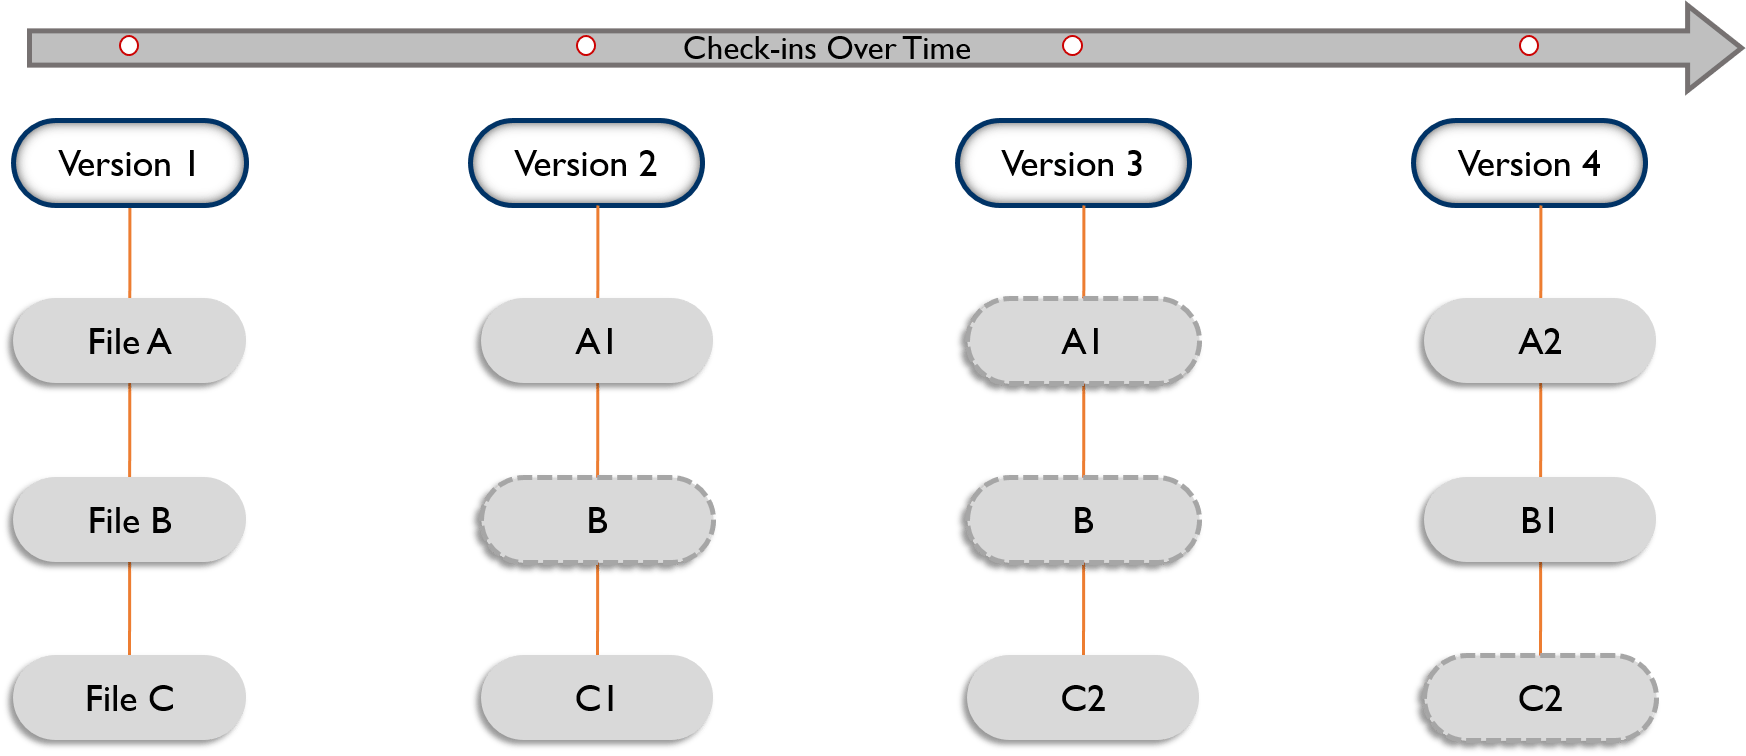 Check-ins Over Time
Version 1
Version 2
Version 3
Version 4
File A
A1
A1
A2
File B
B
B
B1
File C
C1
C2
C2